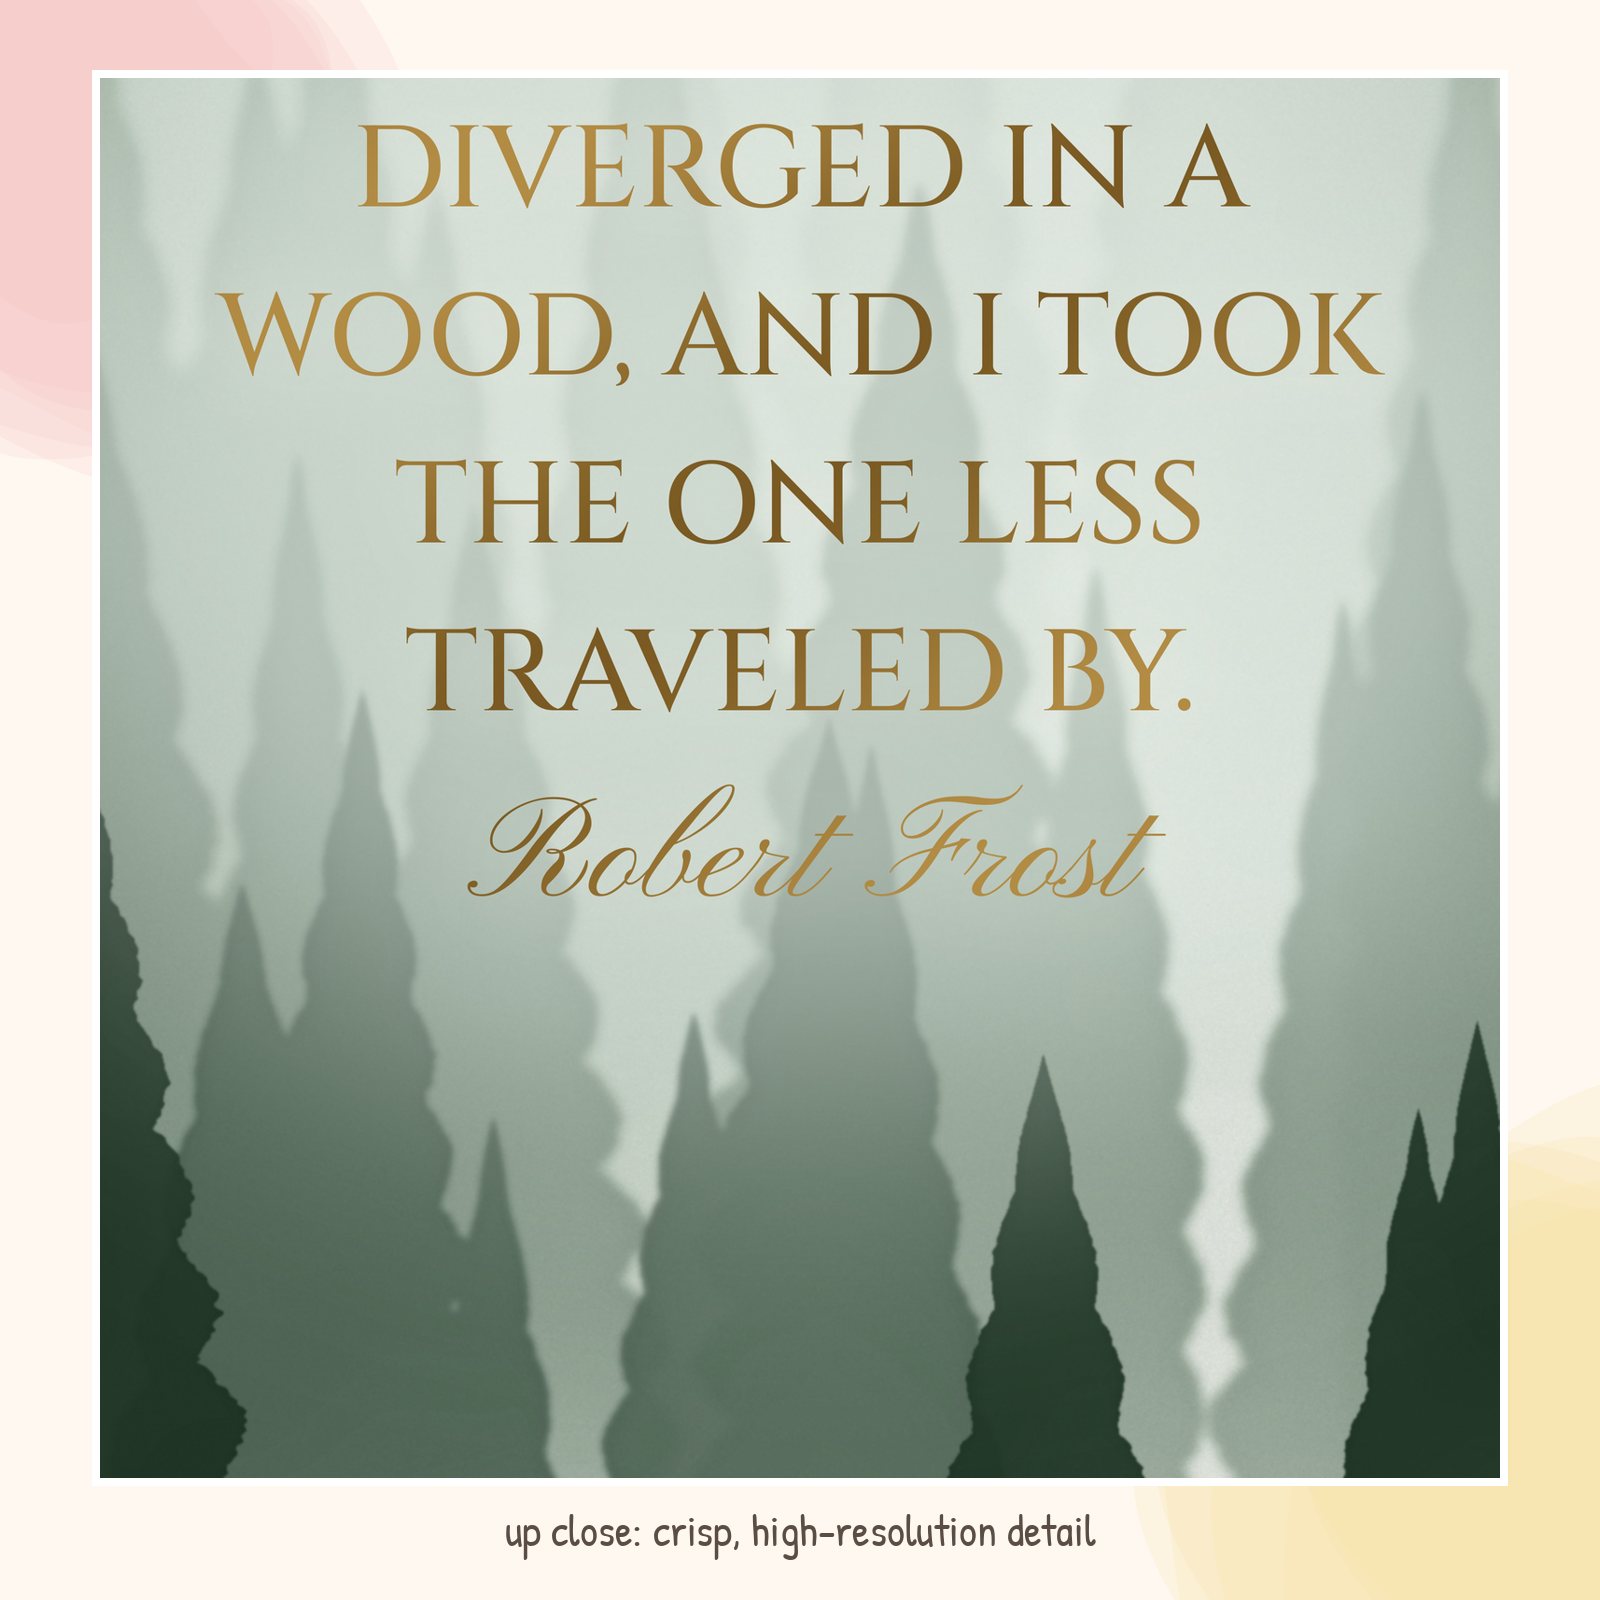 DIVERGED IN A
WOOD, AND I TOOK
THE ONE LESS
TRAVELED BY.
Robert Frost
up close: crisp, high-resolution detail